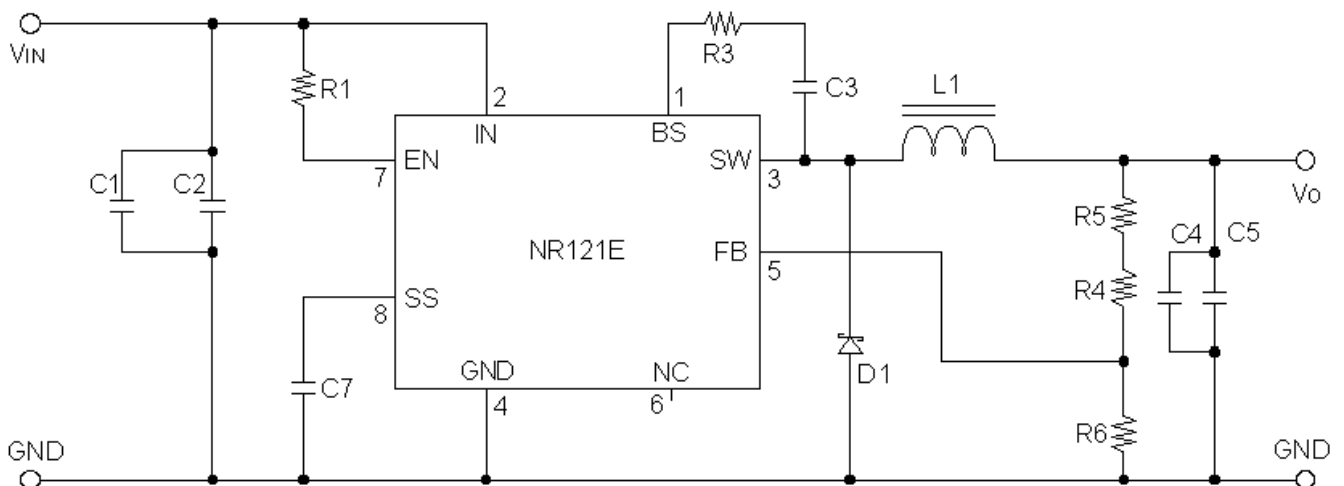 VIN
R1
2
IN
1
BS
R3
C3
L1
EN
7
SW
3
C1
C2
NR121E
FB
5
R5
C4
C5
Vo
R4
SS
8
C7
GND
4
NC
6
D1
R6
GND
GND